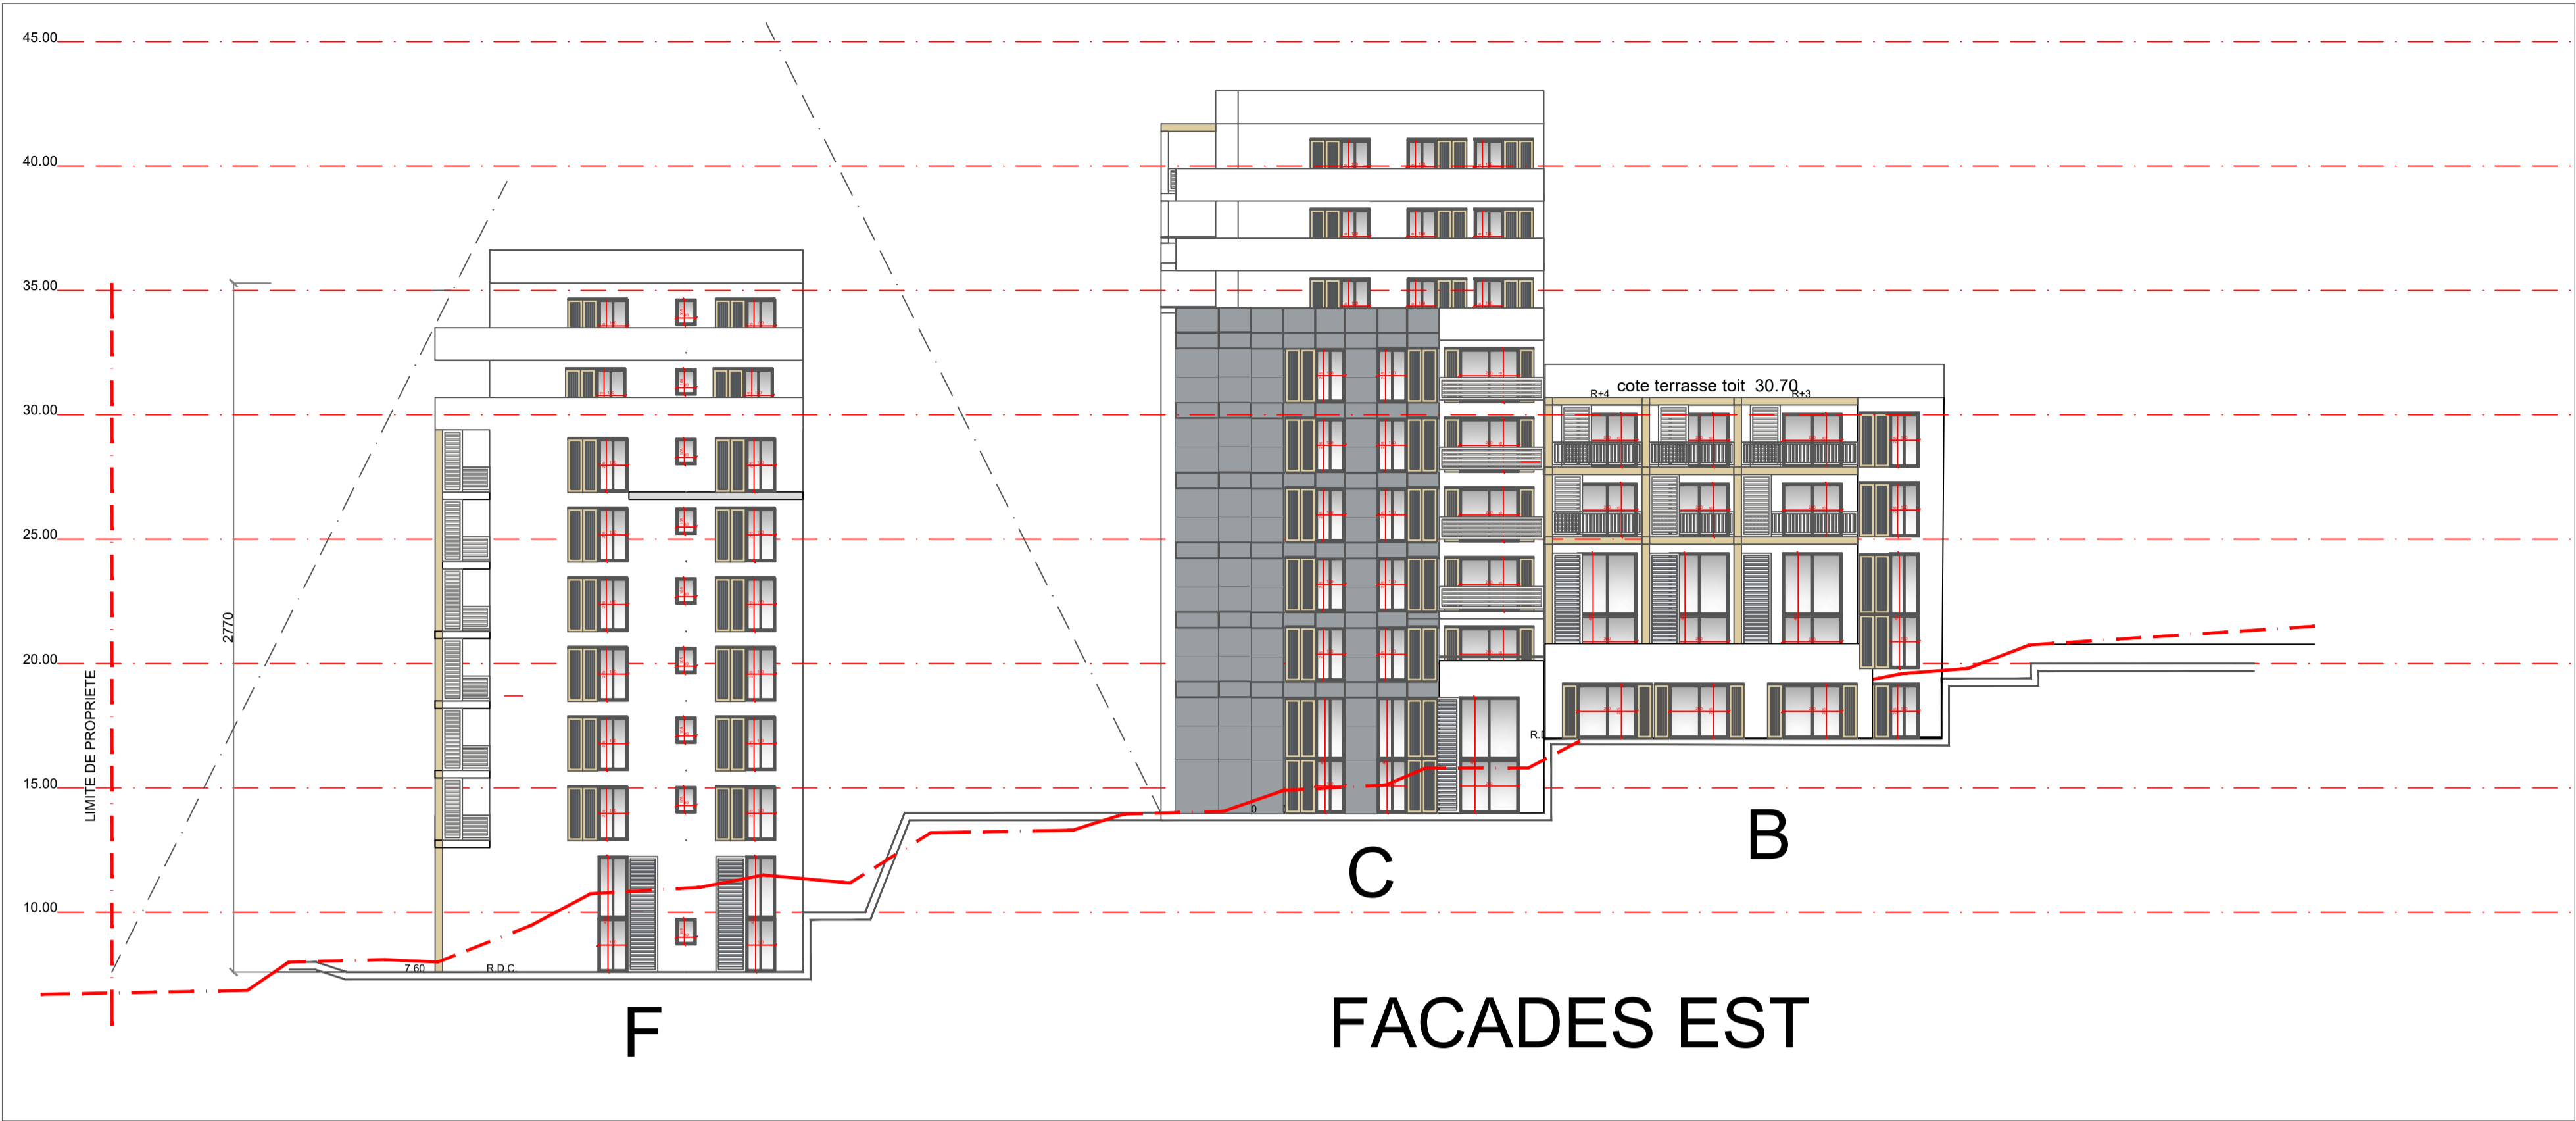 45.00
40.00
35.00
cote terrasse toit 30.70
R+4
R+3
30.00
25.00
2770
20.00
LIMITE DE PROPRIETE
R.D
15.00
0
B
C
10.00
7.60
R.D.C.
F
FACADES EST